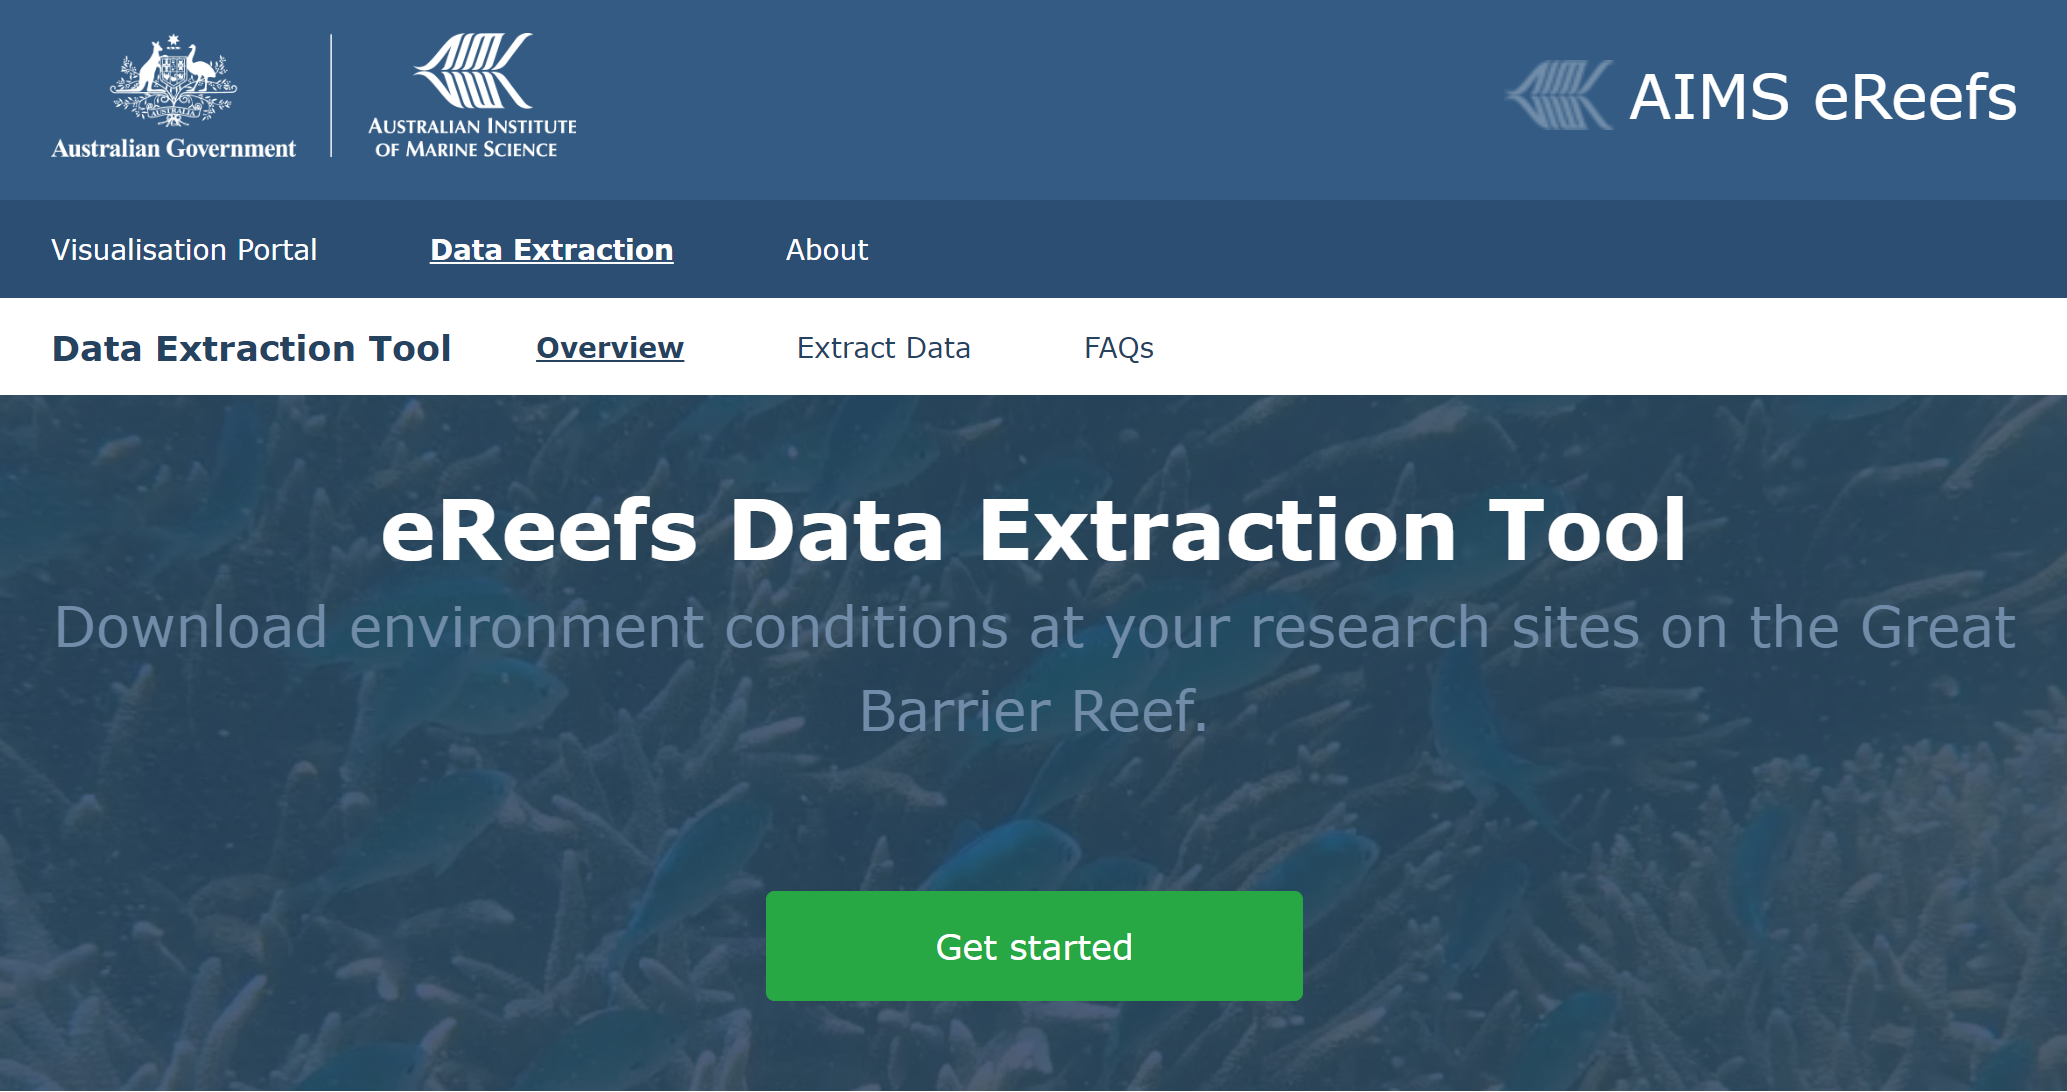 AUSTRALIA
Australian Government
AUSTRALIAN INSTITUTE
OF MARINE SCIENCE
AIMS eReefs
Visualisation Portal Data Extraction About
Data Extraction Tool Overview Extract Data FAQs
eReefs Data Extraction Tool
Download environment conditions at your research sites on the Great
Barrier Reef.
Get started